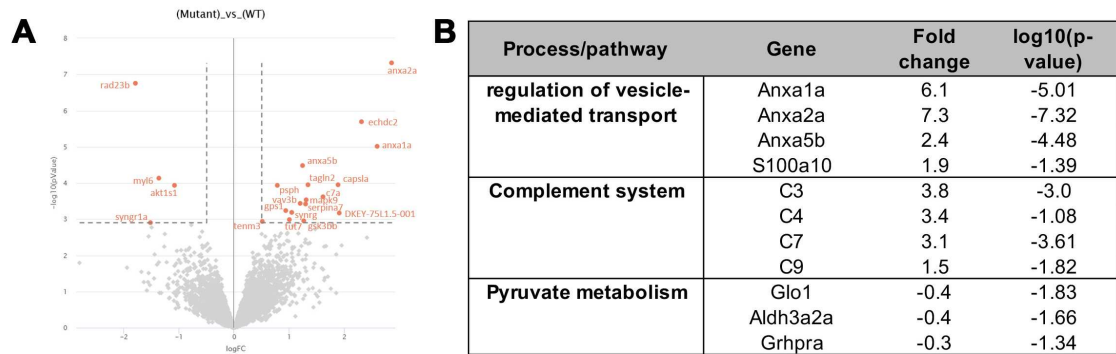 A
(Mutant)_vs_(WT)
8
7
6
5
4
3
2
1
0
-log10(pValue)
-2
-1
0
1
2
logFC
anxa2a
rad23b
echdc2
anxa1a
anxa5b
myl6
akt1s1
psph
tagln2
capsla
c7a
vav3b
mapk9
gps1
serpina7
synrg
DKEY-75L1.5-001
syngr1a
tenm3
tut7
gsk3bb
B
Process/pathway
Gene
Fold change
log10(p-value)
regulation of vesicle-mediated transport
Anxa1a 6.1 -5.01
Anxa2a 7.3 -7.32
Anxa5b 2.4 -4.48
S100a10 1.9 -1.39
Complement system
C3 3.8 -3.0
C4 3.4 -1.08
C7 3.1 -3.61
C9 1.5 -1.82
Pyruvate metabolism
Glo1 -0.4 -1.83
Aldh3a2a -0.4 -1.66
Grhpra -0.3 -1.34